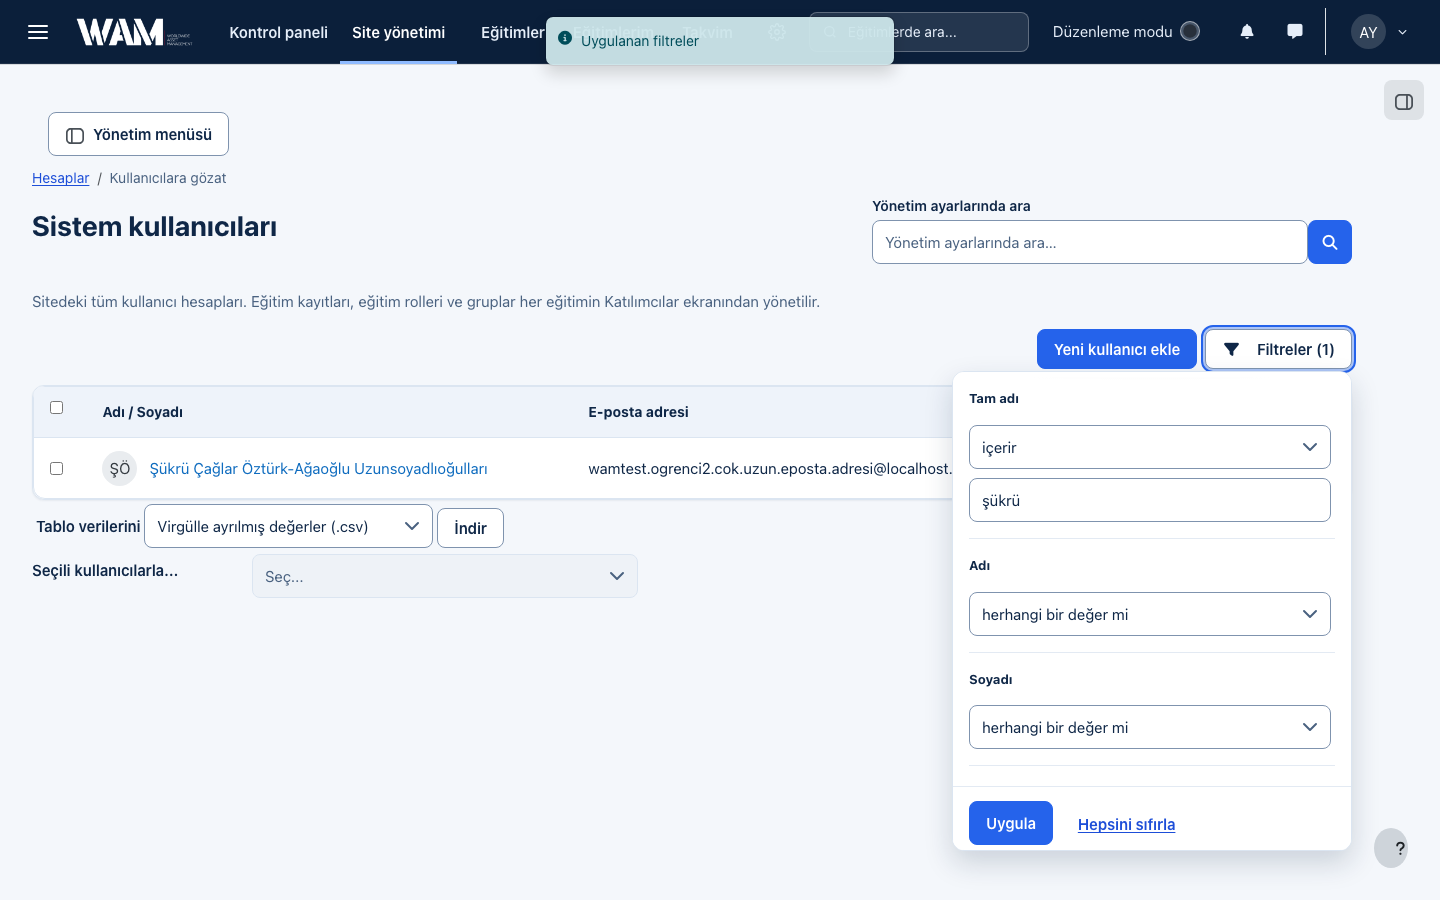 WAM
Kontrol paneli
Site yönetimi
Eğitimler
Uygulanan filtreler
Eğitimlerde ara...
Düzenleme modu
AY
Yönetim menüsü
Hesaplar / Kullanıcılara gözat
Sistem kullanıcıları
Yönetim ayarlarında ara
Yönetim ayarlarında ara...
Sitedeki tüm kullanıcı hesapları. Eğitim kayıtları, eğitim rolleri ve gruplar her eğitimin Katılımcılar ekranından yönetilir.
Yeni kullanıcı ekle
Filtreler (1)
Adı / Soyadı
E-posta adresi
ŞÖ
Şükrü Çağlar Öztürk-Ağaoğlu Uzunsoyadlıoğulları
wamtest.ogrenci2.cok.uzun.eposta.adresi@localhost.
Tablo verilerini
Virgülle ayrılmış değerler (.csv)
İndir
Seçili kullanıcılarla...
Seç...
Tam adı
içerir
şükrü
Adı
herhangi bir değer mi
Soyadı
herhangi bir değer mi
Uygula
Hepsini sıfırla
?